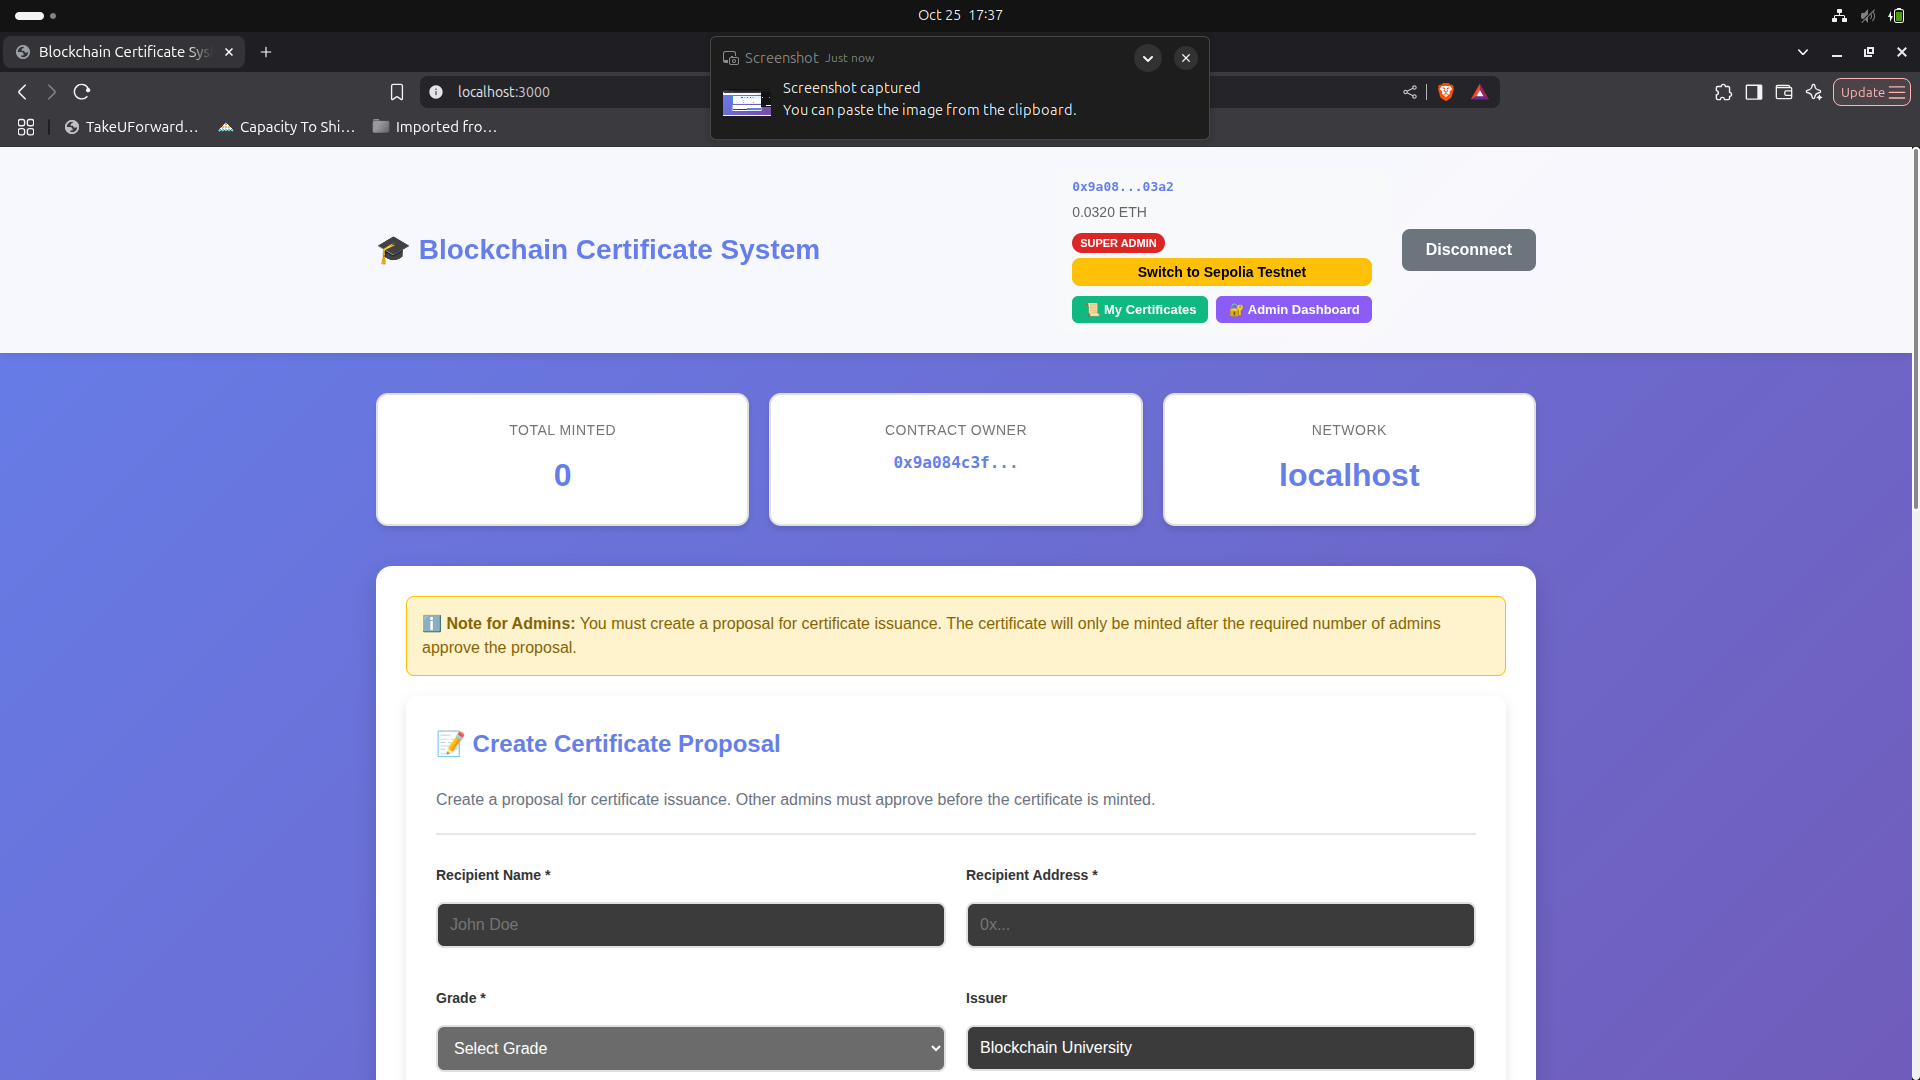 Oct 25 17:37
Blockchain Certificate Sys
Screenshot Just now
Screenshot captured
You can paste the image from the clipboard.
localhost:3000
Update
TakeUForward...
Capacity To Shi...
Imported fro...
🎓 Blockchain Certificate System
0x9a08...03a2
0.0320 ETH
SUPER ADMIN
Switch to Sepolia Testnet
📜 My Certificates
🔐 Admin Dashboard
Disconnect
TOTAL MINTED
0
CONTRACT OWNER
0x9a084c3f...
NETWORK
localhost
ℹ️ Note for Admins: You must create a proposal for certificate issuance. The certificate will only be minted after the required number of admins
approve the proposal.
📝 Create Certificate Proposal
Create a proposal for certificate issuance. Other admins must approve before the certificate is minted.
Recipient Name *
Recipient Address *
John Doe
0x...
Grade *
Issuer
Select Grade
Blockchain University